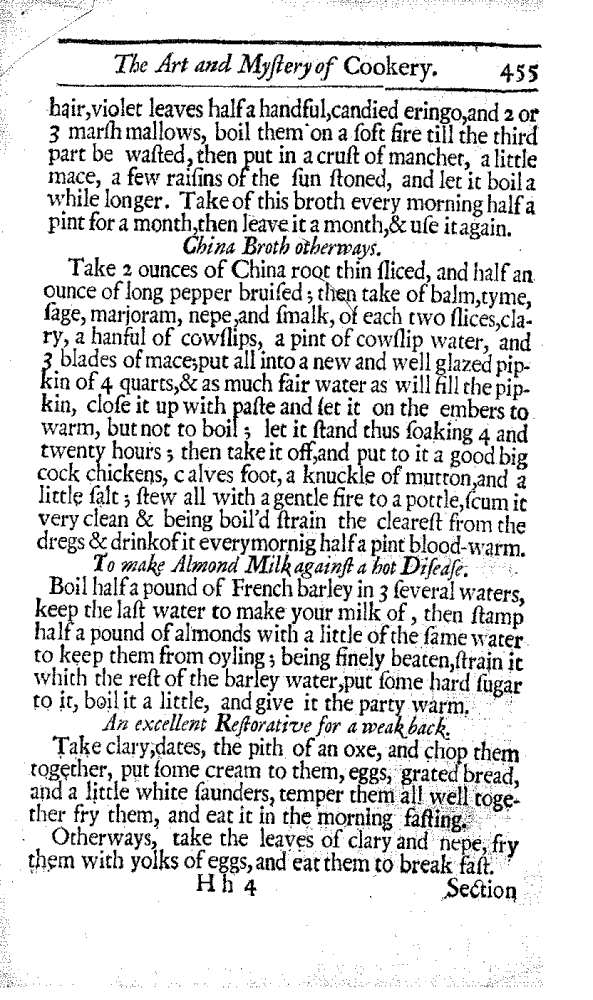 The Art and Myſtery of Cookery. 455
hair,violet leaves half a handful,candied eringo,and 2 or
3 marſh mallows, boil them on a ſoft fire till the third
part be waſted, then put in a cruſt of manchet, a little
mace, a few raiſins of the ſun ſtoned, and let it boil a
while longer. Take of this broth every morning half a
pint for a month,then leave it a month,& uſe it again.
China Broth otherways.
Take 2 ounces of China root thin ſliced, and half an
ounce of long pepper bruiſed; then take of balm,tyme,
ſage, marjoram, nepe,and ſmalk, of each two ſlices,cla-
ry, a hanful of cowſlips, a pint of cowſlip water, and
3 blades of mace;put all into a new and well glazed pip-
kin of 4 quarts,& as much fair water as will fill the pip-
kin, cloſe it up with paſte and let it on the embers to
warm, but not to boil; let it ſtand thus ſoaking 4 and
twenty hours; then take it off,and put to it a good big
cock chickens, calves foot, a knuckle of mutton,and a
little ſalt; ſtew all with a gentle fire to a pottle,ſcum it
very clean & being boil'd ſtrain the cleareſt from the
dregs & drinkof it everymornig half a pint blood-warm.
To make Almond Milk againſt a hot Diſeaſe.
Boil half a pound of French barley in 3 ſeveral waters,
keep the laſt water to make your milk of, then ſtamp
half a pound of almonds with a little of the ſame water
to keep them from oyling; being finely beaten,ſtrain it
whith the reſt of the barley water,put ſome hard ſugar
to it, boil it a little, and give it the party warm.
An excellent Reſtorative for a weak back.
Take clary,dates, the pith of an oxe, and chop them
together, put ſome cream to them, eggs, grated bread,
and a little white ſaunders, temper them all well toge-
ther fry them, and eat it in the morning faſting.
Otherways, take the leaves of clary and nepe, fry
them with yolks of eggs, and eat them to break faſt.
H h 4 Section